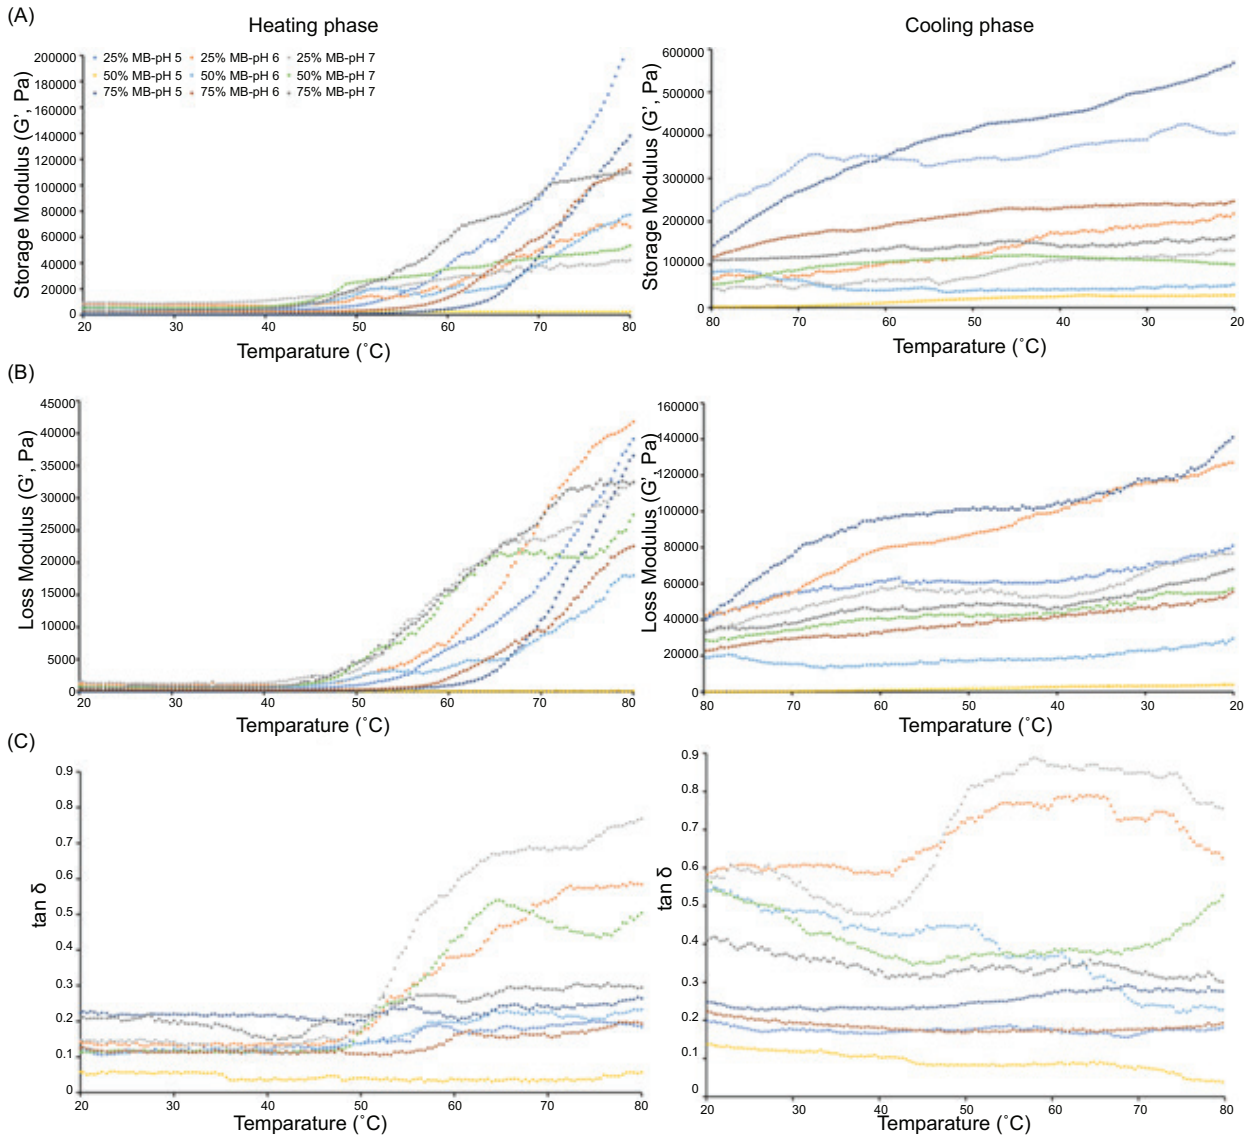 (A)
Heating phase
Cooling phase
25% MB-pH 5 25% MB-pH 6 25% MB-pH 7
50% MB-pH 5 50% MB-pH 6 50% MB-pH 7
75% MB-pH 5 75% MB-pH 6 75% MB-pH 7
Storage Modulus (G', Pa)
200000
180000
160000
140000
120000
100000
80000
60000
40000
20000
0
20 30 40 50 60 70 80
Temparature (˚C)
Storage Modulus (G', Pa)
600000
400000
300000
200000
100000
0
80 70 60 50 40 30 20
Temparature (˚C)
(B)
Loss Modulus (G', Pa)
45000
40000
35000
30000
25000
20000
15000
10000
5000
0
20 30 40 50 60 70 80
Temparature (˚C)
Loss Modulus (G', Pa)
160000
140000
120000
100000
80000
60000
40000
20000
0
80 70 60 50 40 30 20
Temparature (˚C)
(C)
tan δ
0.9
0.8
0.7
0.6
0.5
0.4
0.3
0.2
0.1
0
20 30 40 50 60 70 80
Temparature (˚C)
tan δ
0.9
0.8
0.7
0.6
0.5
0.4
0.3
0.2
0.1
0
20 30 40 50 60 70 80
Temparature (˚C)